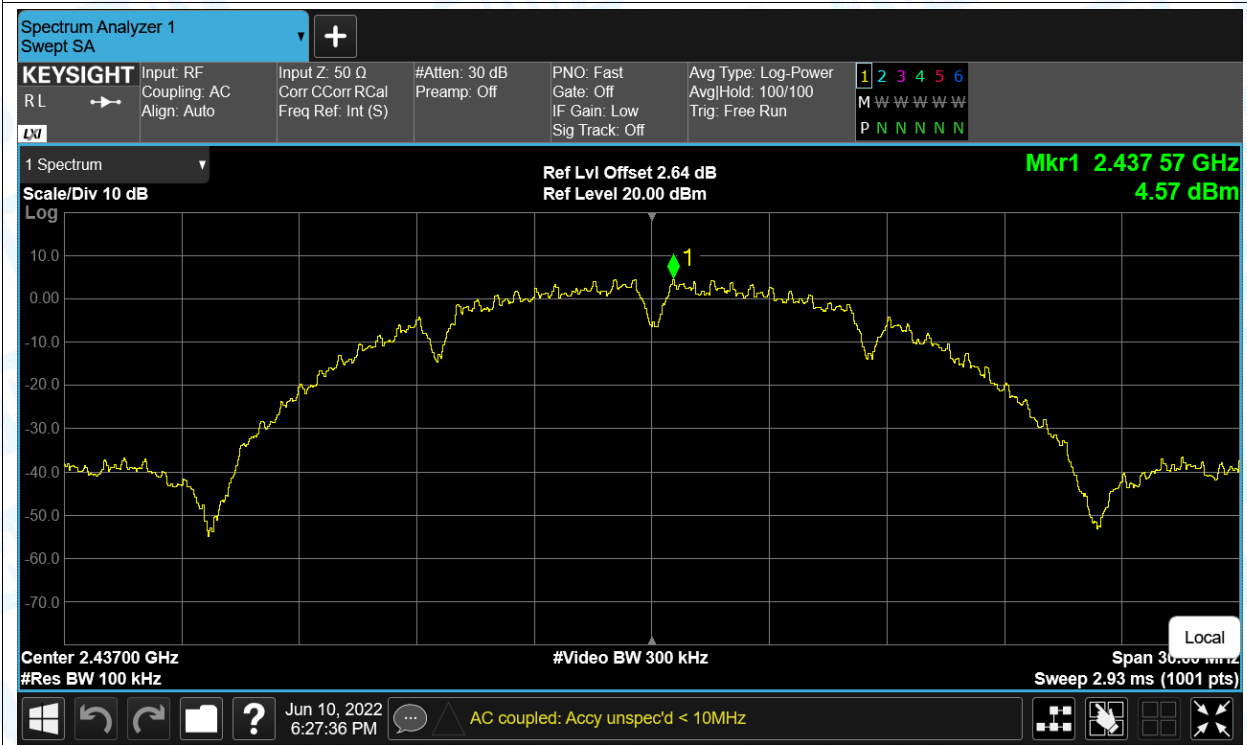 Spectrum Analyzer 1
Swept SA
KEYSIGHT
R L
LXI
Input: RF
Coupling: AC
Align: Auto
Input Z: 50 Ω
Corr CCorr RCal
Freq Ref: Int (S)
#Atten: 30 dB
Preamp: Off
PNO: Fast
Gate: Off
IF Gain: Low
Sig Track: Off
Avg Type: Log-Power
Avg|Hold: 100/100
Trig: Free Run
1 2 3 4 5 6
M W W W W W
P N N N N N
1 Spectrum
Scale/Div 10 dB
Log
Ref Lvl Offset 2.64 dB
Ref Level 20.00 dBm
Mkr1 2.437 57 GHz
4.57 dBm
1
10.0
0.00
-10.0
-20.0
-30.0
-40.0
-50.0
-60.0
-70.0
Local
Center 2.43700 GHz
#Video BW 300 kHz
Span 30.00 MHz
#Res BW 100 kHz
Sweep 2.93 ms (1001 pts)
?
Jun 10, 2022
6:27:36 PM
AC coupled: Accy unspec'd < 10MHz